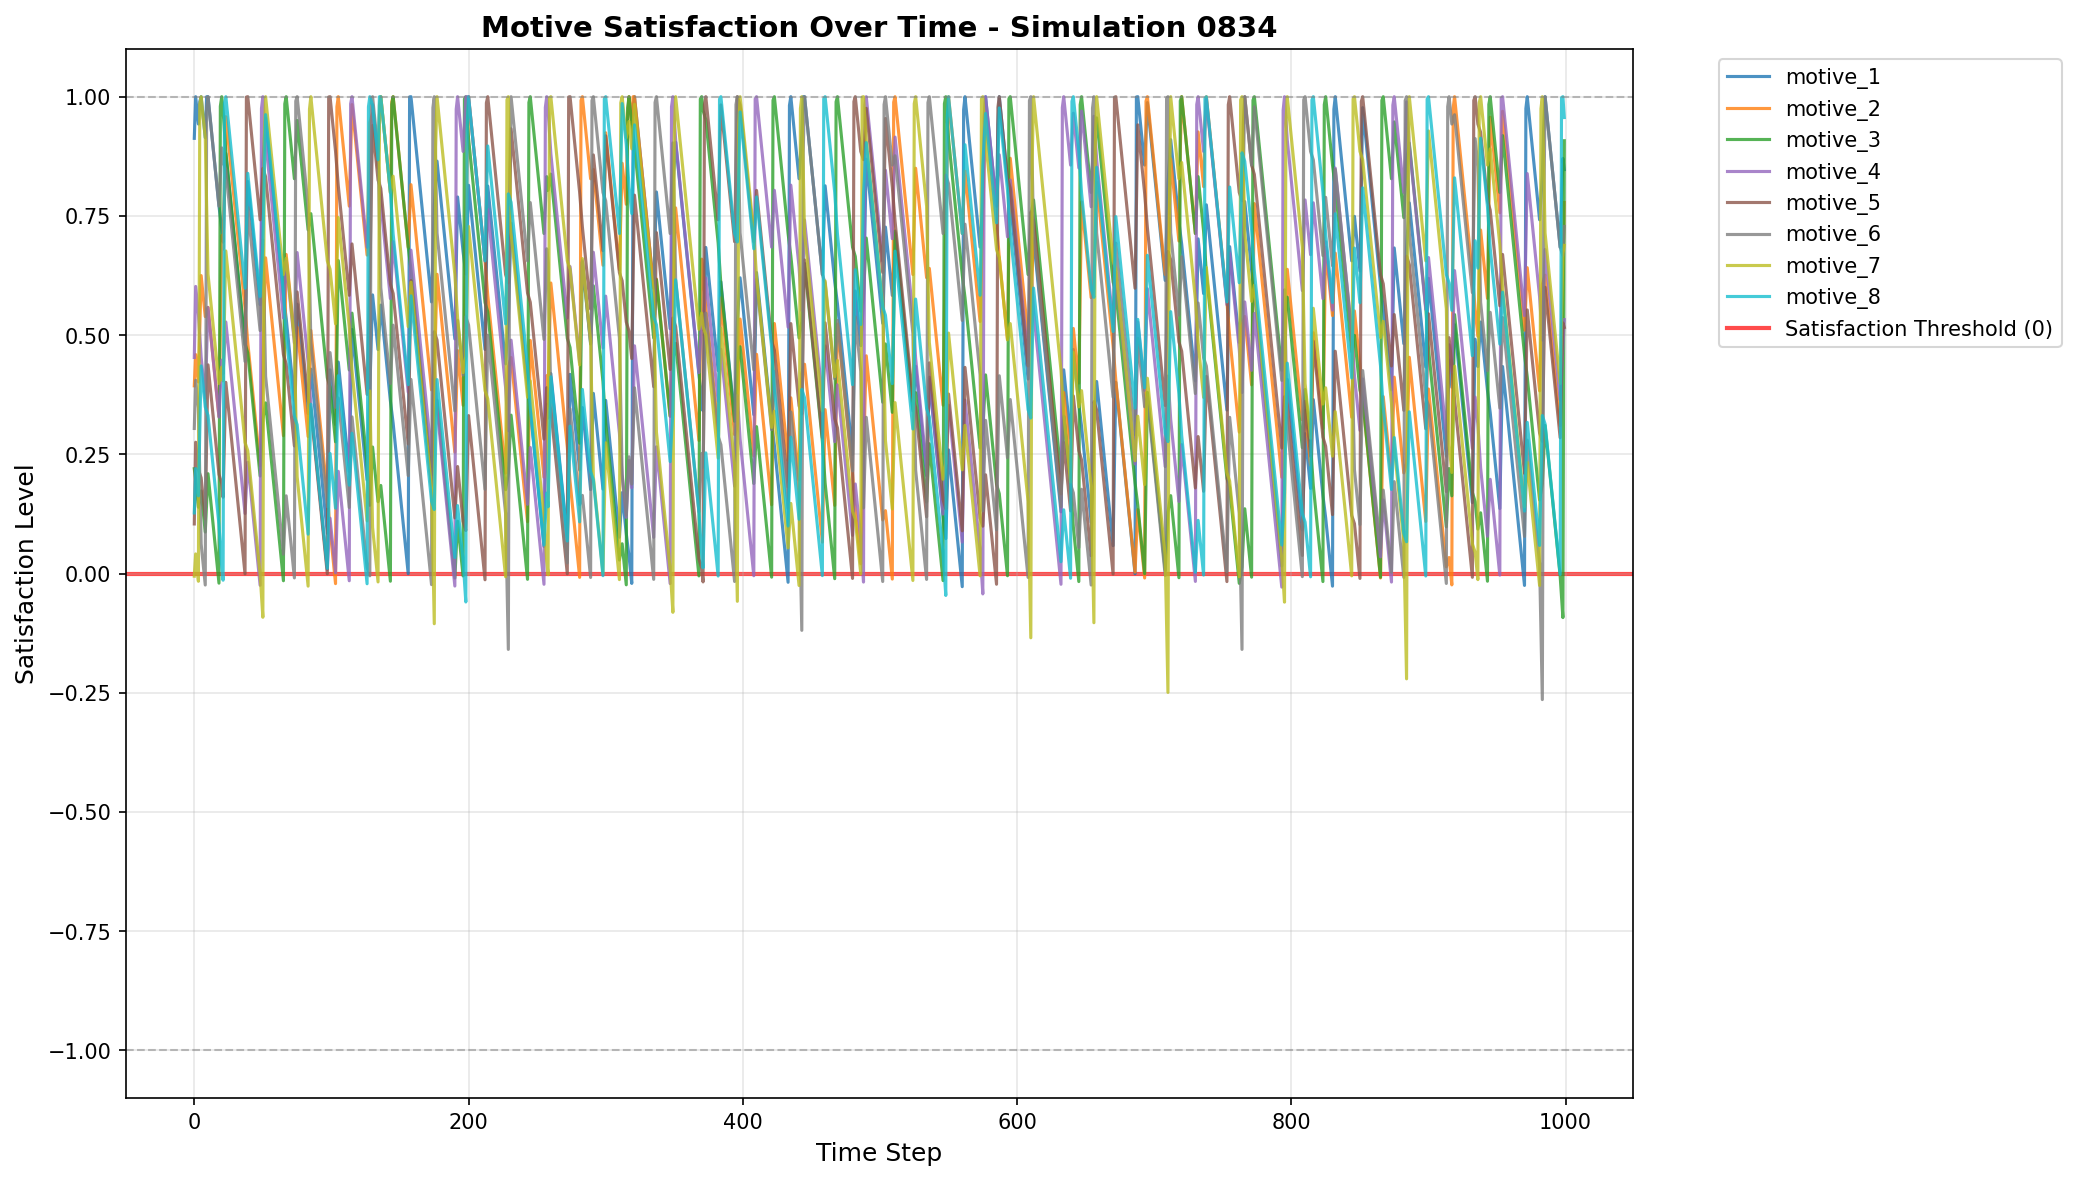 Motive Satisfaction Over Time - Simulation 0834
1.00
0.75
0.50
0.25
0.00
−0.25
−0.50
−0.75
−1.00
Satisfaction Level
0
200
400
600
800
1000
Time Step
motive_1
motive_2
motive_3
motive_4
motive_5
motive_6
motive_7
motive_8
Satisfaction Threshold (0)